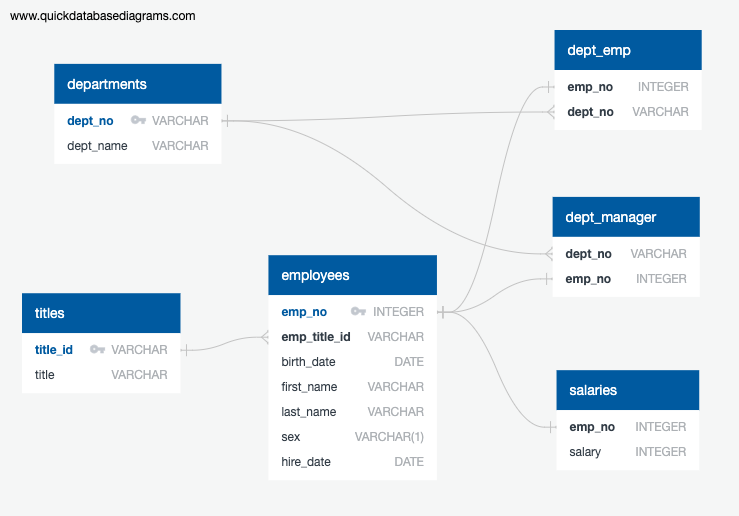 www.quickdatabasediagrams.com
departments
dept_no VARCHAR
dept_name VARCHAR
titles
title_id VARCHAR
title VARCHAR
employees
emp_no INTEGER
emp_title_id VARCHAR
birth_date DATE
first_name VARCHAR
last_name VARCHAR
sex VARCHAR(1)
hire_date DATE
dept_emp
emp_no INTEGER
dept_no VARCHAR
dept_manager
dept_no VARCHAR
emp_no INTEGER
salaries
emp_no INTEGER
salary INTEGER